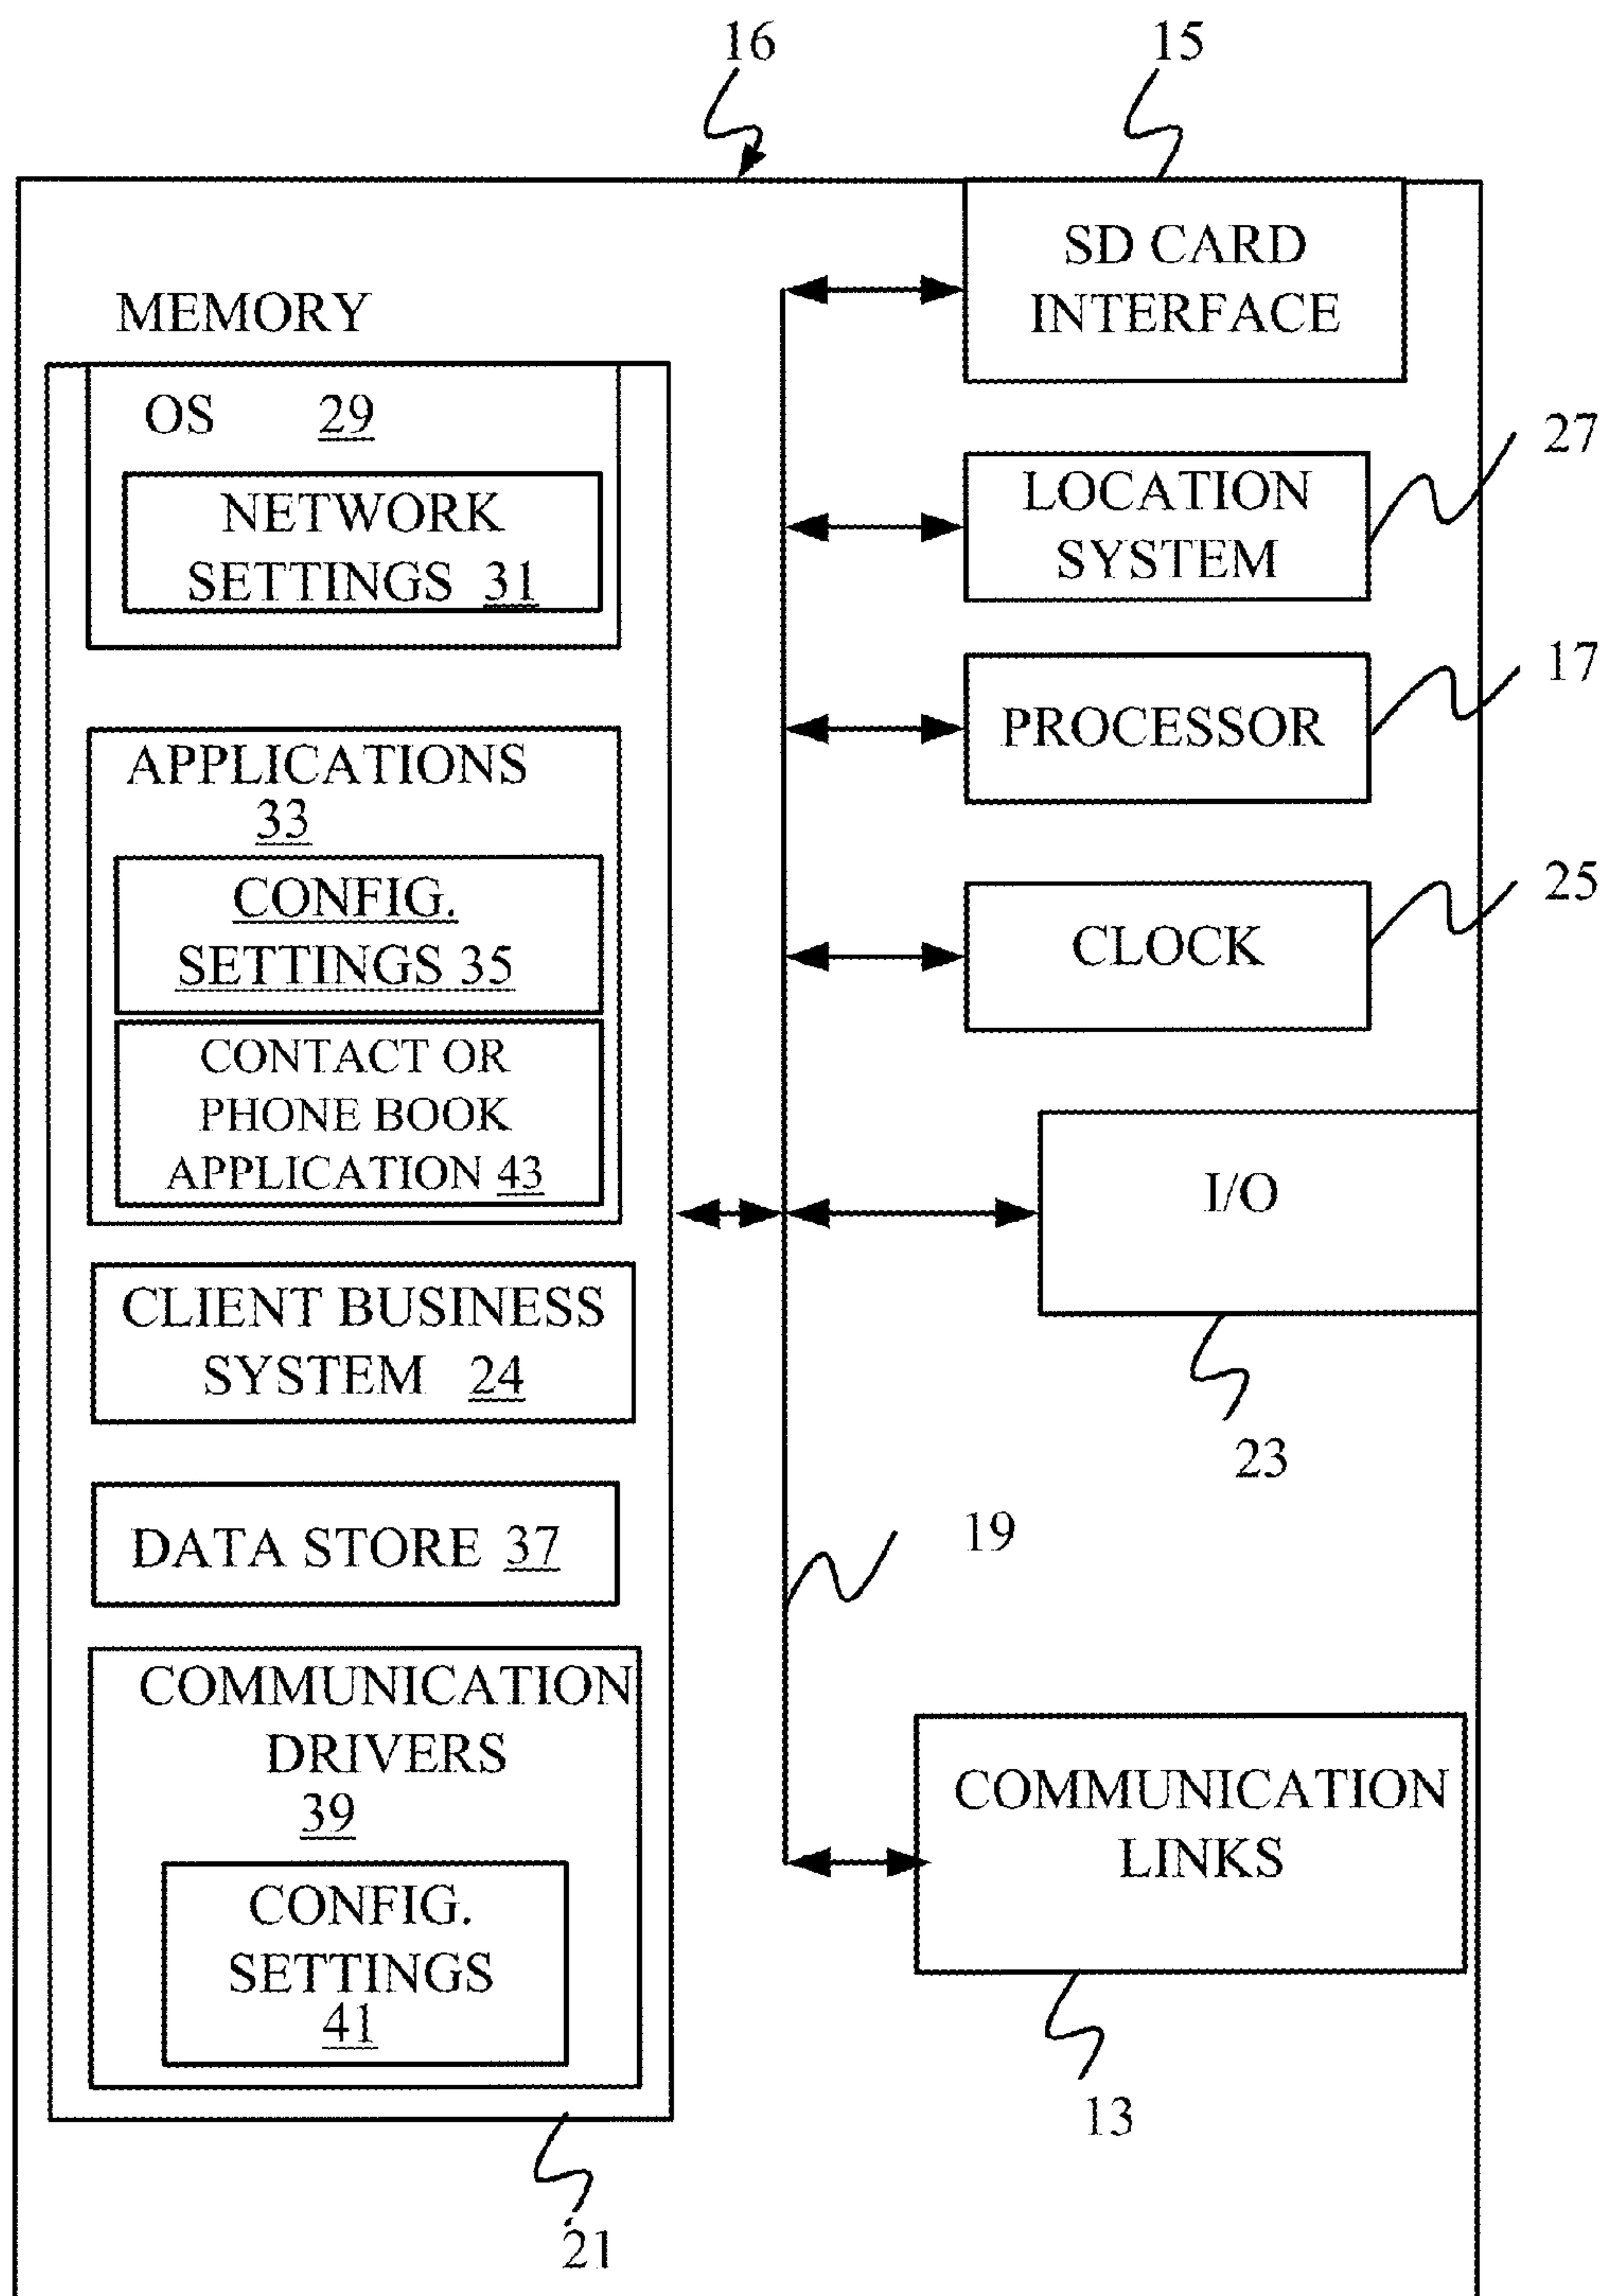 16
15
SD CARD
INTERFACE
MEMORY
OS 29
NETWORK
SETTINGS 31
27
LOCATION
SYSTEM
17
PROCESSOR
APPLICATIONS
33
CONFIG.
SETTINGS 35
25
CLOCK
CONTACT OR
PHONE BOOK
APPLICATION 43
I/O
23
CLIENT BUSINESS
SYSTEM 24
19
DATA STORE 37
COMMUNICATION
DRIVERS
39
CONFIG.
SETTINGS
41
COMMUNICATION
LINKS
13
21